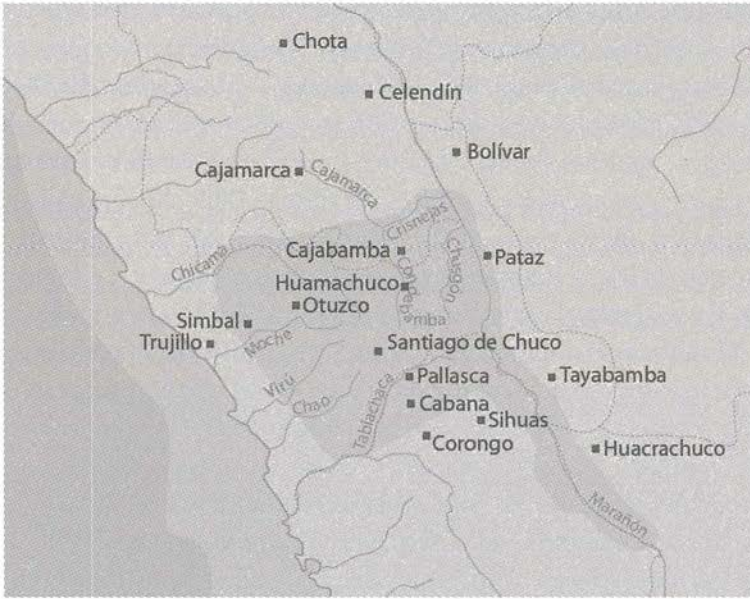 Chota
Celendín
Bolívar
Cajamarca
Cajamarca
Crisnejas
Cajabamba
Chusgón
Pataz
Chicama
Huamachuco
Condebamba
Otuzco
Simbal
Trujillo
Moche
Santiago de Chuco
Pallasca
Tayabamba
Virú
Chao
Tablachaca
Cabana
Sihuas
Corongo
Huacrachuco
Marañón